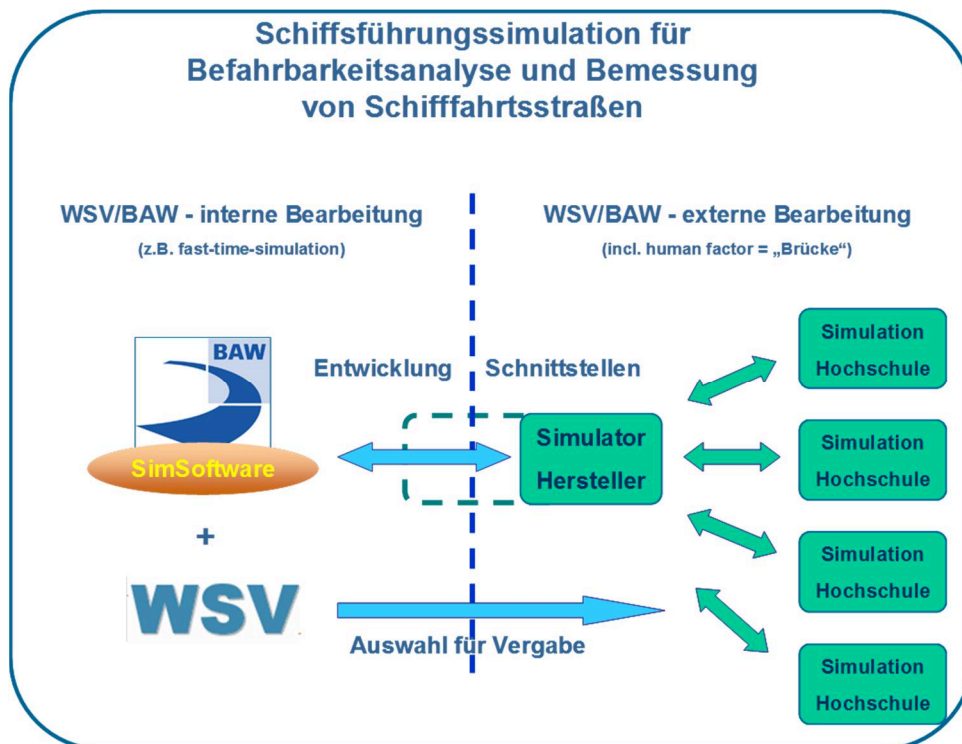 Schiffsführungssimulation für
Befahrbarkeitsanalyse und Bemessung
von Schifffahrtsstraßen
WSV/BAW - interne Bearbeitung
(z.B. fast-time-simulation)
WSV/BAW - externe Bearbeitung
(incl. human factor = „Brücke“)
BAW
SimSoftware
+
WSV
Entwicklung
Schnittstellen
Simulator
Hersteller
Auswahl für Vergabe
Simulation
Hochschule
Simulation
Hochschule
Simulation
Hochschule
Simulation
Hochschule